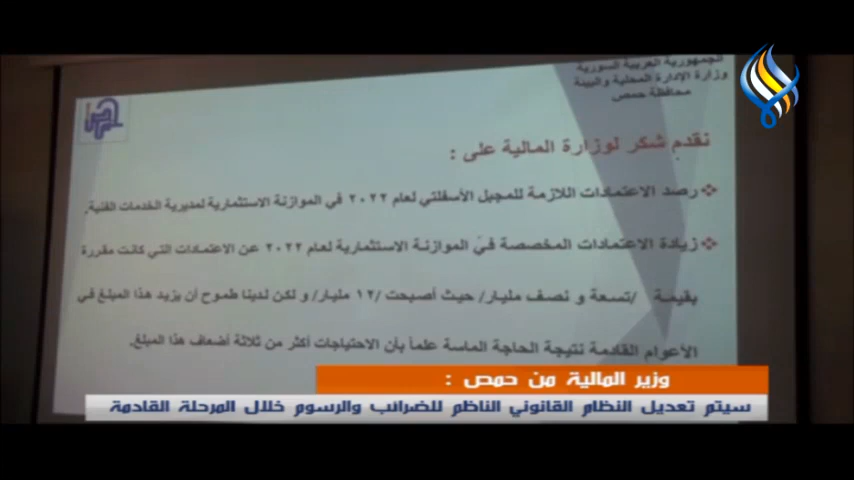 الجمهورية العربية السورية
وزارة الإدارة المحلية والبيئة
محافظة حمص
نقدم شكر لوزارة المالية على :
رصد الاعتمادات اللازمة للمجبل الأسفلتي لعام ٢٠٢٢ في الموازنة الاستثمارية لمديرية الخدمات الفنية.
زيادة الاعتمادات المخصصة في الموازنة الاستثمارية لعام ٢٠٢٢ عن الاعتمادات التي كانت مقررة
بقيمة /تسعة و نصف مليار/ حيث أصبحت /١٢ مليار/ و لكن لدينا طموح أن يزيد هذا المبلغ في
الأعوام القادمة نتيجة الحاجة الماسة علماً بأن الاحتياجات أكثر من ثلاثة أضعاف هذا المبلغ.
وزير المالية من حمص :
سيتم تعديل النظام القانوني الناظم للضرائب والرسوم خلال المرحلة القادمة